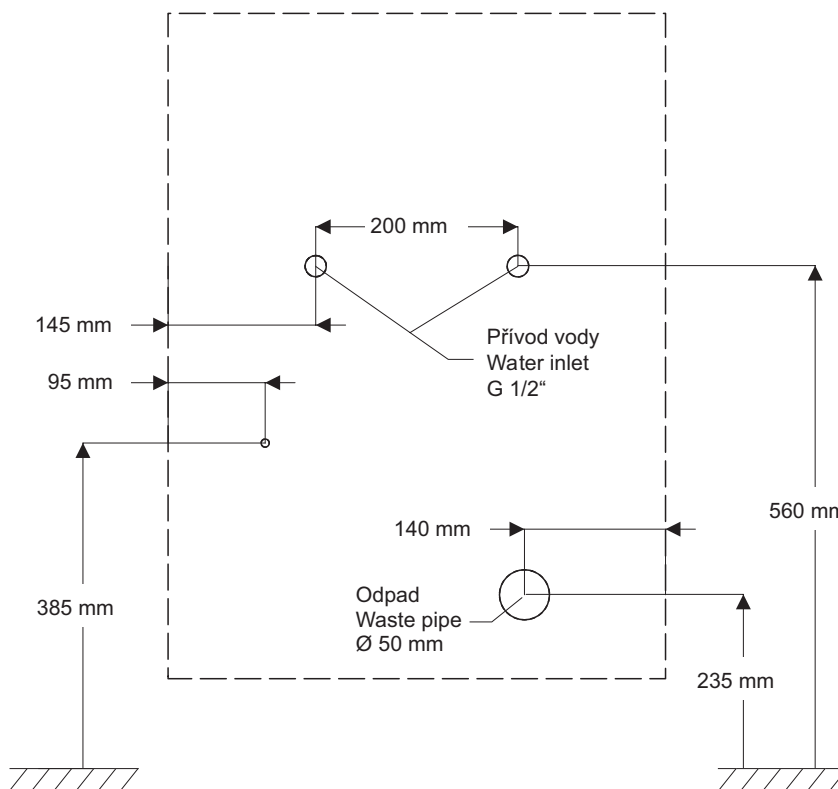 200 mm
145 mm
Přívod vody
Water inlet
G 1/2“
95 mm
560 mm
140 mm
Odpad
Waste pipe
Ø 50 mm
385 mm
235 mm